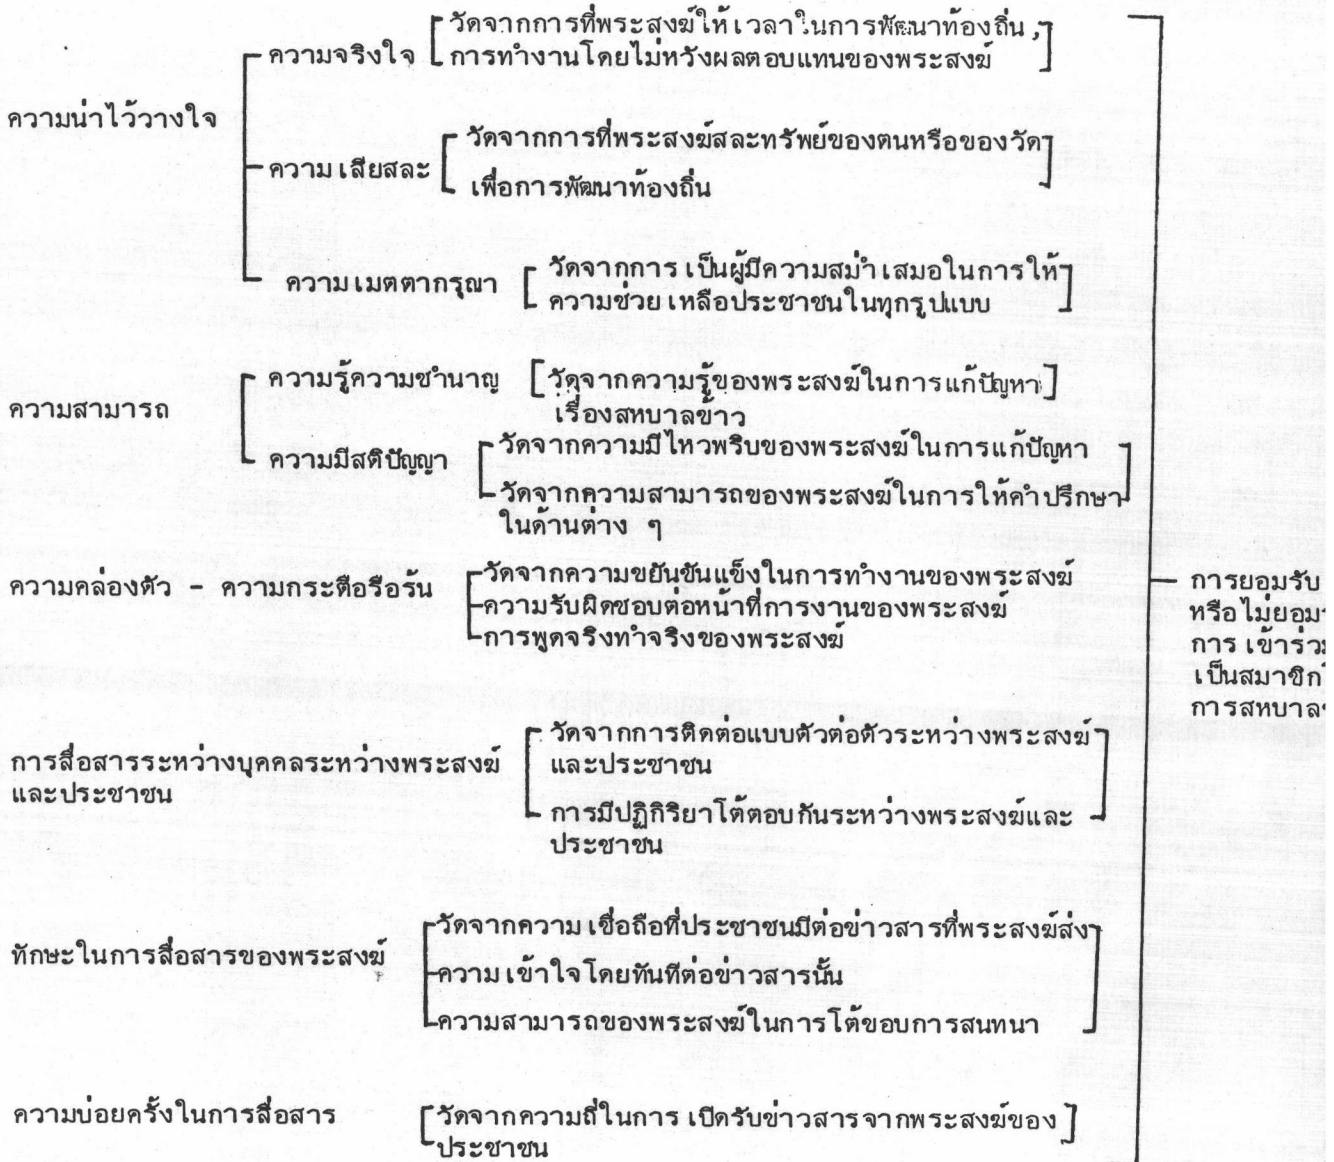 วัดจากการที่พระสงฆ์ให้เวลาในการพัฒนาท้องถิ่น,
ความจริงใจ
การทำงานโดยไม่หวังผลตอบแทนของพระสงฆ์
ความน่าไว้วางใจ
วัดจากการที่พระสงฆ์สละทรัพย์ของตนหรือของวัด
ความเสียสละ
เพื่อการพัฒนาท้องถิ่น
วัดจากการเป็นผู้มีความสม่ำเสมอในการให้
ความเมตตากรุณา
ความช่วยเหลือประชาชนในทุกรูปแบบ
ความรู้ความชำนาญ
วัดจากความรู้ของพระสงฆ์ในการแก้ปัญหา
เรื่องสหบาลข้าว
ความสามารถ
ความมีสติปัญญา
วัดจากความมีไหวพริบของพระสงฆ์ในการแก้ปัญหา
วัดจากความสามารถของพระสงฆ์ในการให้คำปรึกษา
ในด้านต่าง ๆ
ความคล่องตัว - ความกระตือรือร้น
วัดจากความขยันขันแข็งในการทำงานของพระสงฆ์
ความรับผิดชอบต่อหน้าที่การงานของพระสงฆ์
การพูดจริงทำจริงของพระสงฆ์
การยอมรับ
หรือไม่ยอม
การเข้าร่ว
เป็นสมาชิก
การสหบาล
การสื่อสารระหว่างบุคคลระหว่างพระสงฆ์
และประชาชน
วัดจากการติดต่อแบบตัวต่อตัวระหว่างพระสงฆ์
และประชาชน
การมีปฏิกิริยาโต้ตอบกันระหว่างพระสงฆ์และ
ประชาชน
ทักษะในการสื่อสารของพระสงฆ์
วัดจากความเชื่อถือที่ประชาชนมีต่อข่าวสารที่พระสงฆ์ส่ง
ความเข้าใจโดยทันทีต่อข่าวสารนั้น
ความสามารถของพระสงฆ์ในการโต้ขอบการสนทนา
ความบ่อยครั้งในการสื่อสาร
วัดจากความถี่ในการเปิดรับข่าวสารจากพระสงฆ์ของ
ประชาชน